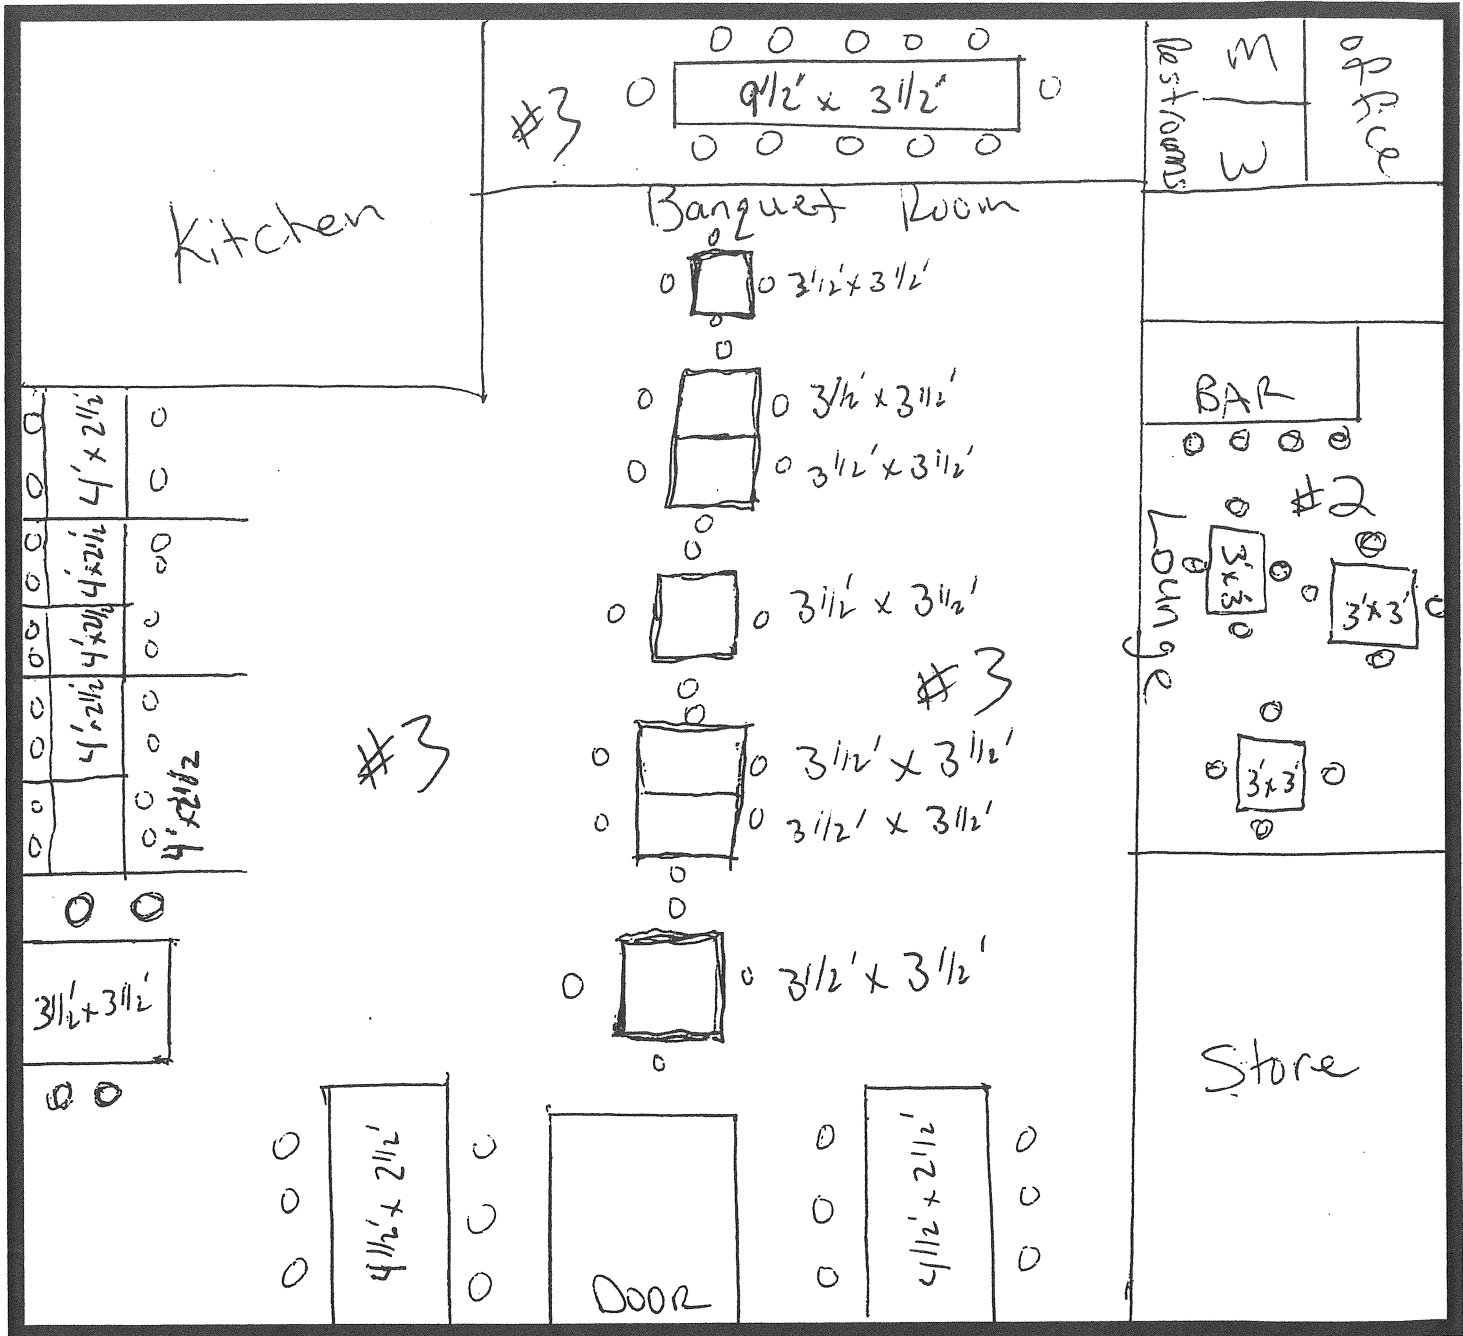 9 1/2' x 3 1/2'
#3
Restrooms
M
W
office
Kitchen
Banquet Room
3 1/2' x 3 1/2'
3 1/2' x 3 1/2'
3 1/2' x 3 1/2'
BAR
#2
Lounge
3' x 3'
3' x 3'
3' x 3'
4' x 2 1/2'
4' x 2 1/2
4' x 2 1/2
4' x 2 1/2
4' x 2 1/2
3 1/2' x 3 1/2'
#3
#3
3 1/2' x 3 1/2'
3 1/2' x 3 1/2'
3 1/2' x 3 1/2'
3 1/2' x 3 1/2'
Store
4 1/2' x 2 1/2'
DOOR
4 1/2' x 2 1/2'